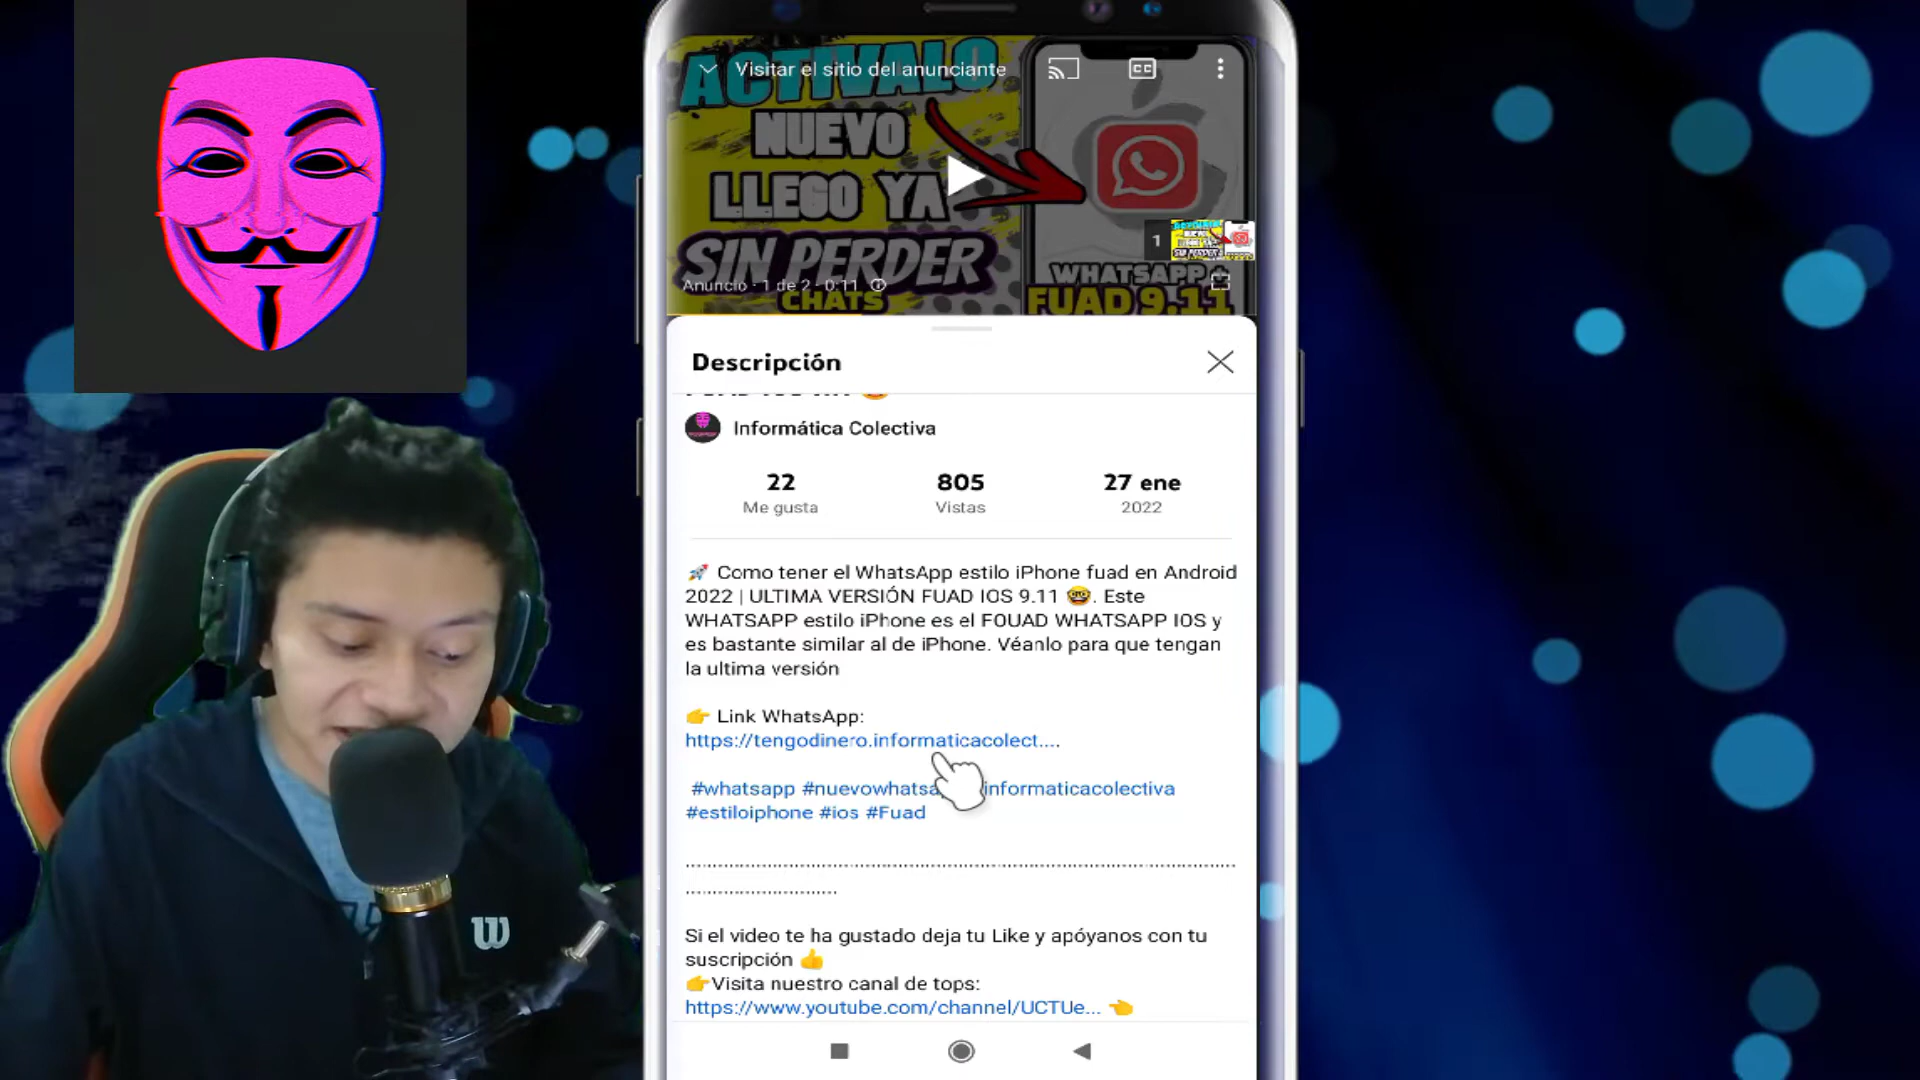 Visitar el sitio del anunciante
ACTIVALO
NUEVO
LLEGO YA
SIN PERDER
CHATS
WHATSAPP +
FUAD 9.11
Anuncio · 1 de 2 · 0:11
1
Descripción
Informática Colectiva
22
Me gusta
805
Vistas
27 ene
2022
🚀 Como tener el WhatsApp estilo iPhone fuad en Android
2022 | ULTIMA VERSIÓN FUAD IOS 9.11 🤓. Este
WHATSAPP estilo iPhone es el FOUAD WHATSAPP IOS y
es bastante similar al de iPhone. Véanlo para que tengan
la ultima versión
👉 Link WhatsApp:
https://tengodinero.informaticacolect....
#whatsapp #nuevowhatsa informaticacolectiva
#estiloiphone #ios #Fuad
Si el video te ha gustado deja tu Like y apóyanos con tu
suscripción 👍
👉Visita nuestro canal de tops:
https://www.youtube.com/channel/UCTUe... 👈
W